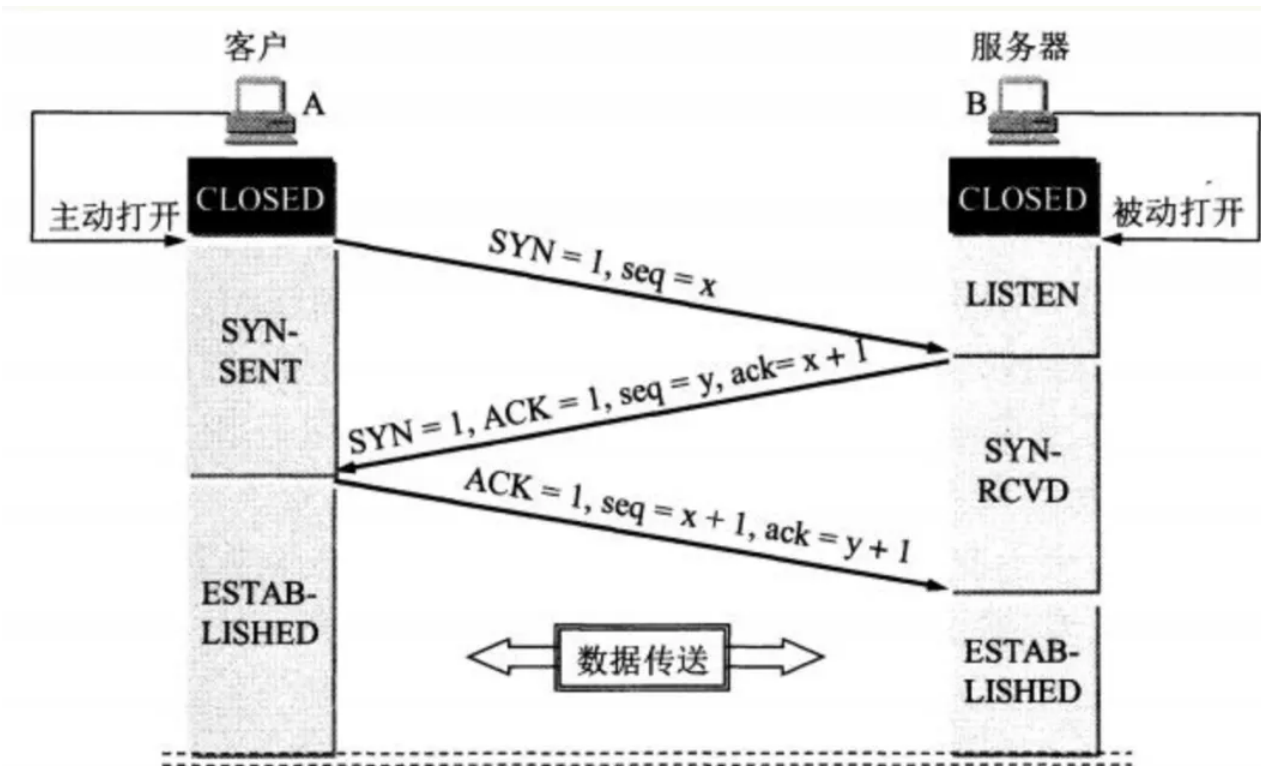 客户
服务器
A
B
CLOSED
CLOSED
主动打开
被动打开
SYN = 1, seq = x
LISTEN
SYN-
SENT
SYN = 1, ACK = 1, seq = y, ack= x + 1
SYN-
RCVD
ACK = 1, seq = x + 1, ack = y + 1
ESTAB-
LISHED
数据传送
ESTAB-
LISHED